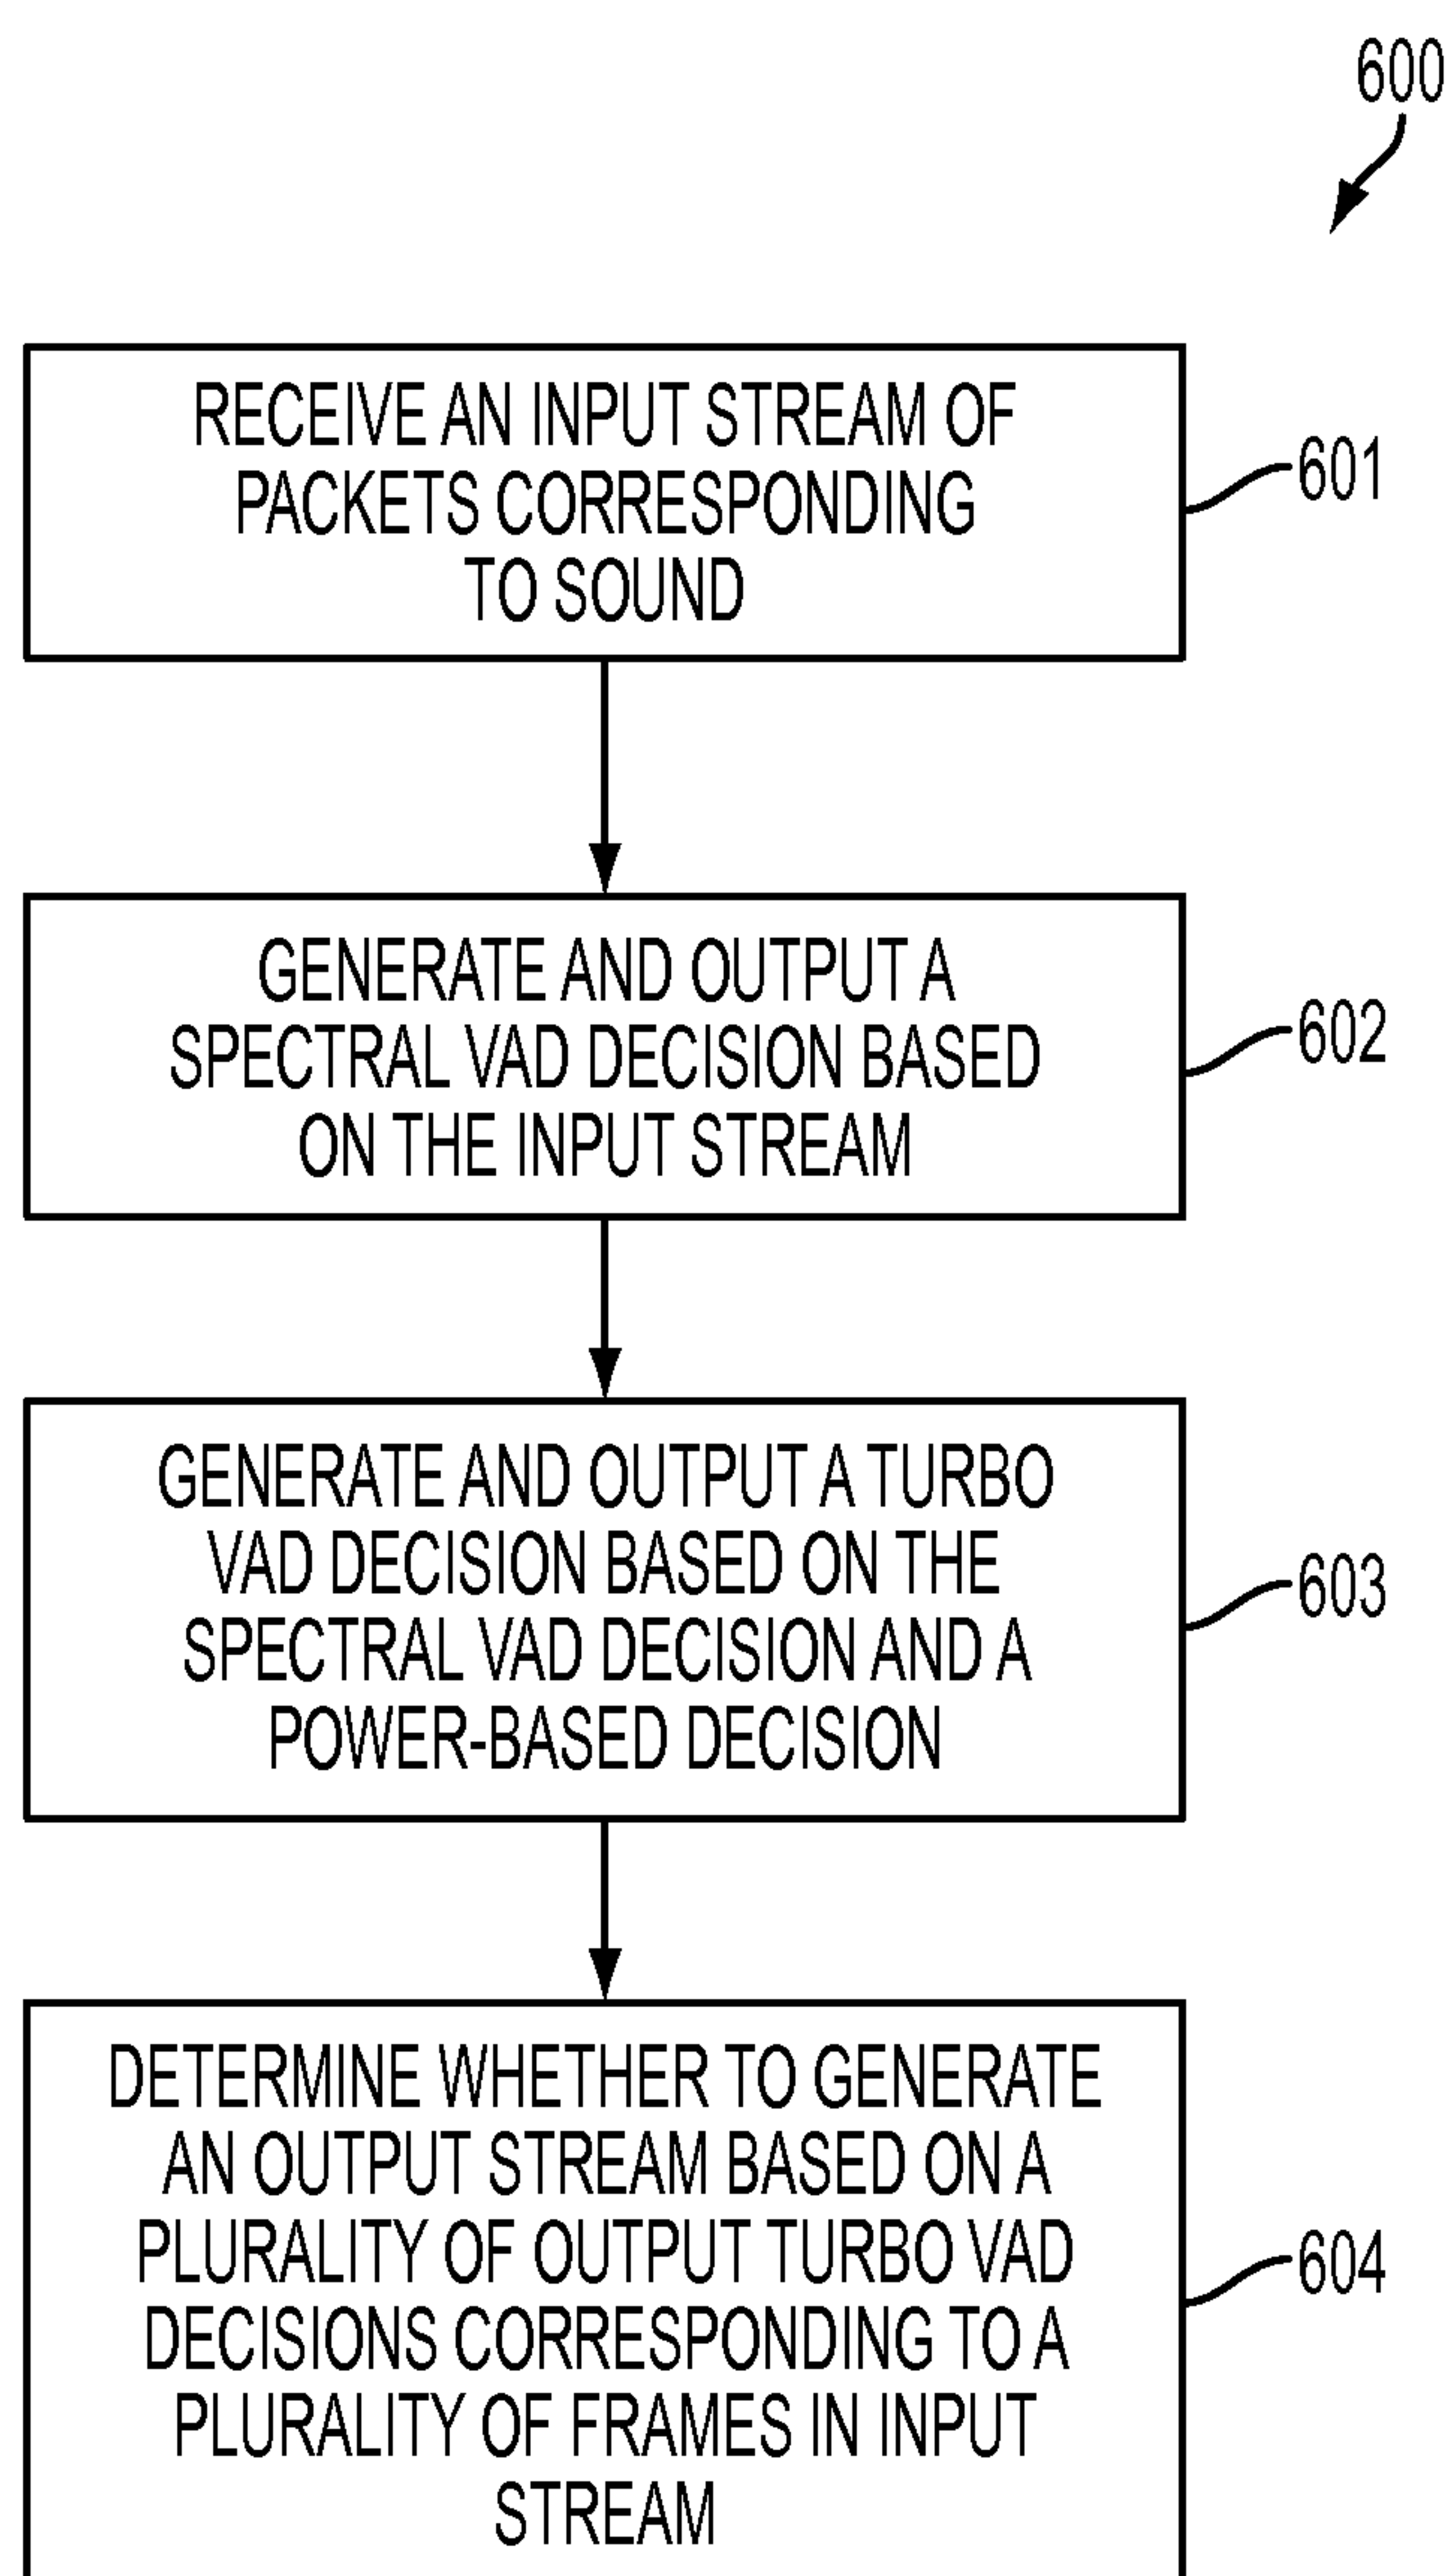 600
RECEIVE AN INPUT STREAM OF
PACKETS CORRESPONDING
TO SOUND
601
GENERATE AND OUTPUT A
SPECTRAL VAD DECISION BASED
ON THE INPUT STREAM
602
GENERATE AND OUTPUT A TURBO
VAD DECISION BASED ON THE
SPECTRAL VAD DECISION AND A
POWER-BASED DECISION
603
DETERMINE WHETHER TO GENERATE
AN OUTPUT STREAM BASED ON A
PLURALITY OF OUTPUT TURBO VAD
DECISIONS CORRESPONDING TO A
PLURALITY OF FRAMES IN INPUT
STREAM
604